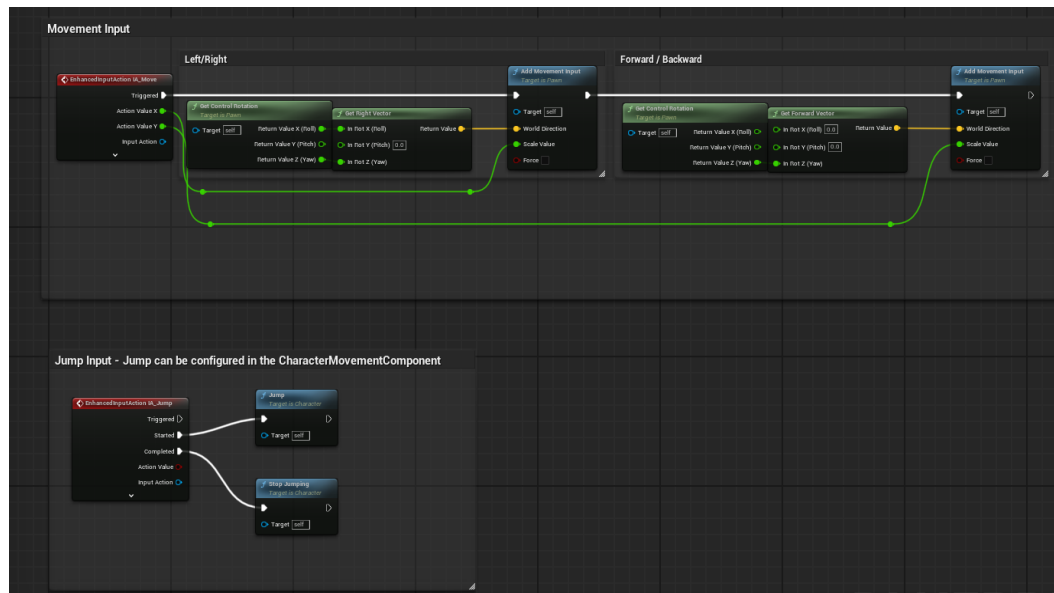 Movement Input
Left/Right
Forward / Backward
EnhancedInputAction IA_Move
Triggered
Action Value X
Action Value Y
Input Action
Get Control Rotation
Target is Pawn
Target self
Return Value X (Roll)
Return Value Y (Pitch)
Return Value Z (Yaw)
Get Right Vector
In Rot X (Roll)
In Rot Y (Pitch) 0.0
In Rot Z (Yaw)
Return Value
Add Movement Input
Target is Pawn
Target self
World Direction
Scale Value
Force
Get Control Rotation
Target is Pawn
Target self
Return Value X (Roll)
Return Value Y (Pitch)
Return Value Z (Yaw)
Get Forward Vector
In Rot X (Roll) 0.0
In Rot Y (Pitch) 0.0
In Rot Z (Yaw)
Return Value
Add Movement Input
Target is Pawn
Target self
World Direction
Scale Value
Force
Jump Input - Jump can be configured in the CharacterMovementComponent
EnhancedInputAction IA_Jump
Triggered
Started
Completed
Action Value
Input Action
Jump
Target is Character
Target self
Stop Jumping
Target is Character
Target self